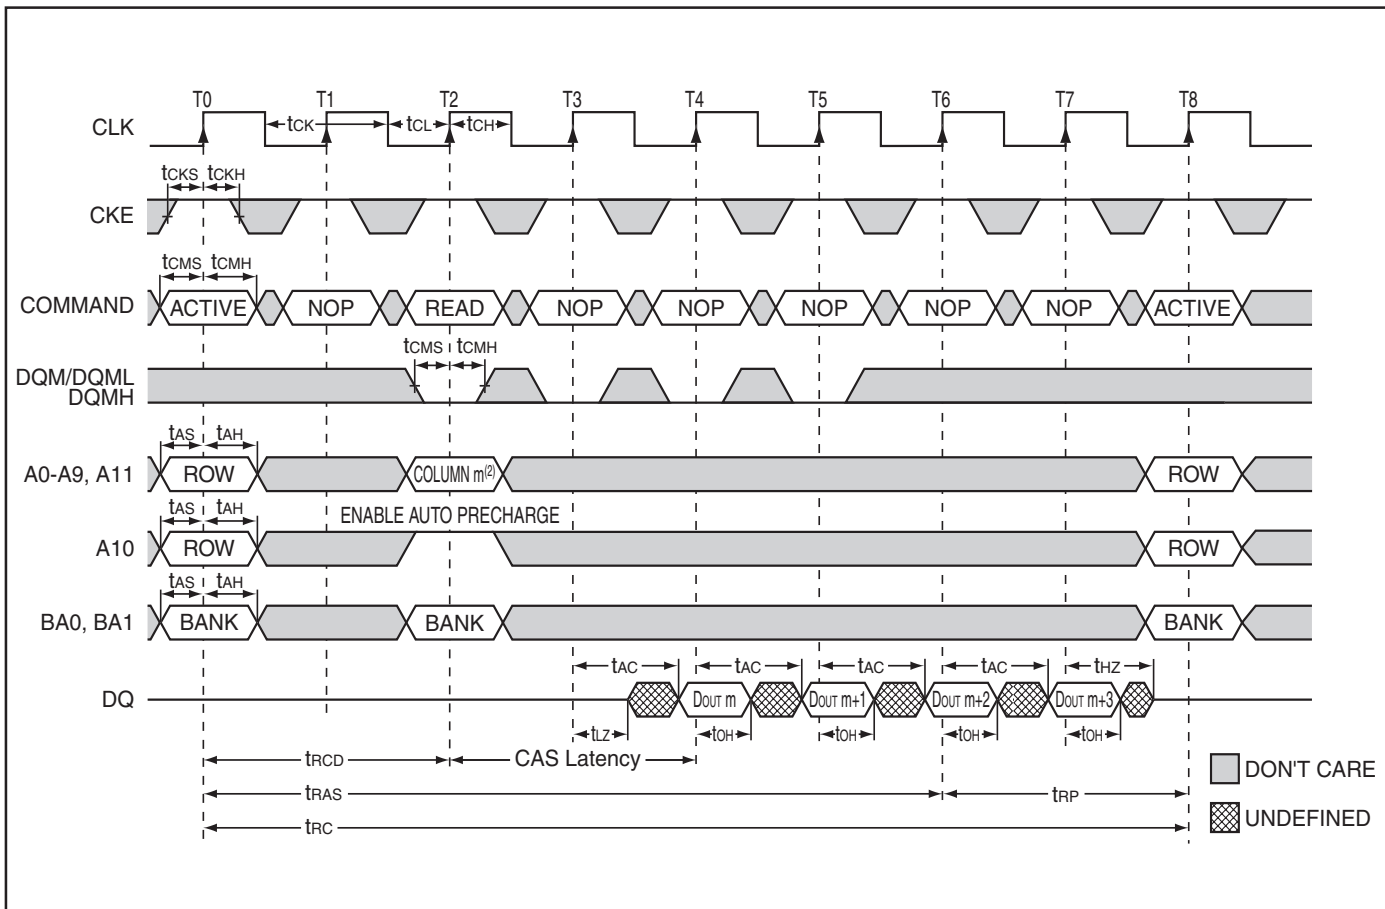 T0 T1 T2 T3 T4 T5 T6 T7 T8
CLK tCK tCL tCH
tCKS tCKH
CKE
tCMS tCMH
COMMAND ACTIVE NOP READ NOP NOP NOP NOP NOP ACTIVE
tCMS tCMH
DQM/DQML
DQMH
tAS tAH
A0-A9, A11 ROW COLUMN m(2) ROW
tAS tAH ENABLE AUTO PRECHARGE
A10 ROW ROW
tAS tAH
BA0, BA1 BANK BANK BANK
tAC tAC tAC tAC tHZ
DQ DOUT m DOUT m+1 DOUT m+2 DOUT m+3
tLZ tOH tOH tOH tOH
tRCD CAS Latency
DON'T CARE
tRAS tRP
UNDEFINED
tRC